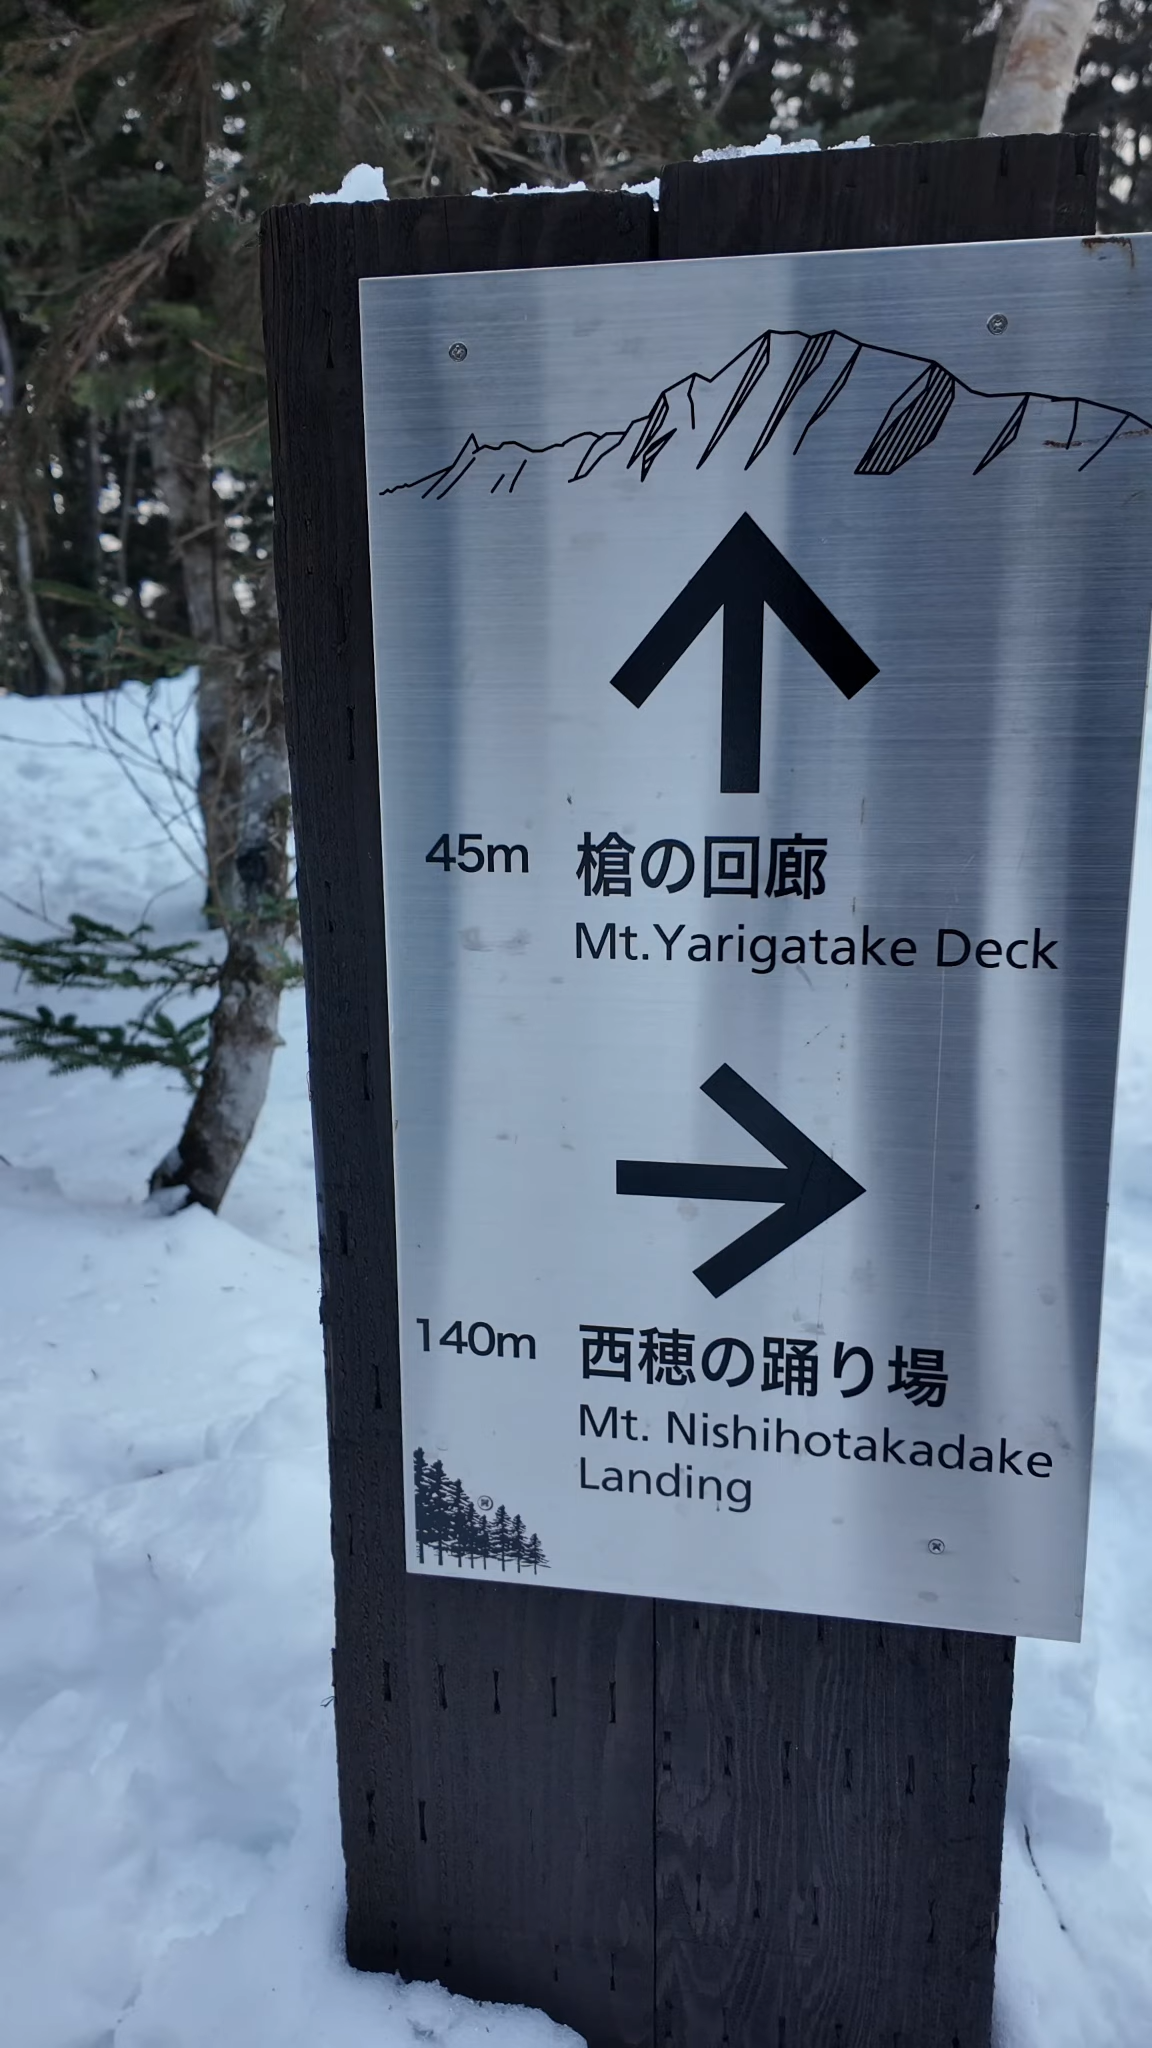 45m 槍の回廊
Mt.Yarigatake Deck
140m 西穂の踊り場
Mt. Nishihotakadake
Landing